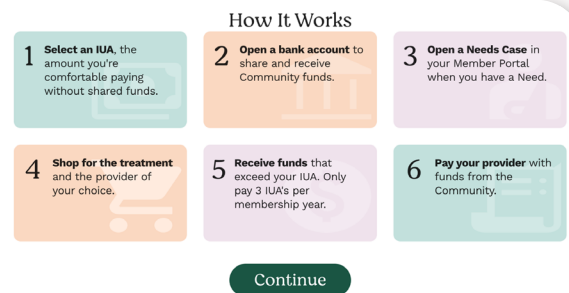 How It Works
1 Select an IUA, the
amount you're
comfortable paying
without shared funds.
2 Open a bank account to
share and receive
Community funds.
3 Open a Needs Case in
your Member Portal
when you have a Need.
4 Shop for the treatment
and the provider of
your choice.
5 Receive funds that
exceed your IUA. Only
pay 3 IUA's per
membership year.
6 Pay your provider with
funds from the
Community.
Continue